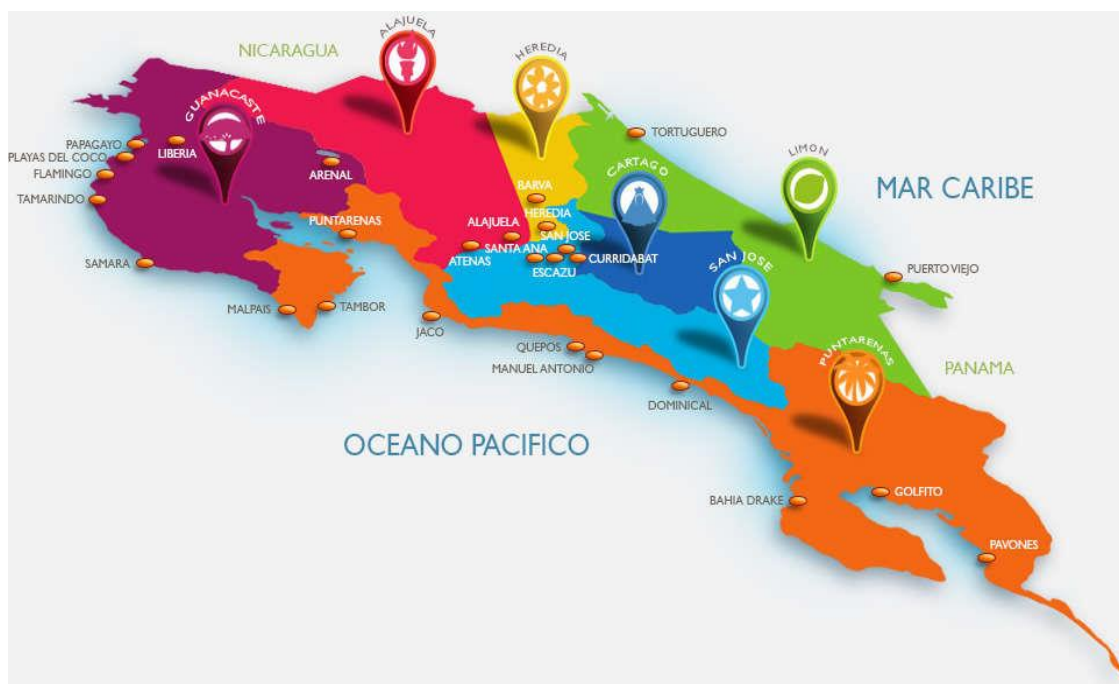 ALAJUELA
NICARAGUA
HEREDIA
GUANACASTE
TORTUGUERO
PAPAGAYO
LIBERIA
PLAYAS DEL COCO
CARTAGO
LIMON
FLAMINGO
ARENAL
MAR CARIBE
BARVA
TAMARINDO
PUNTARENAS
HEREDIA
ALAJUELA
SAN JOSE
SANTA ANA
ATENAS
ESCAZU
CURRIDABAT
SAN JOSE
SAMARA
PUERTO VIEJO
MALPAIS
TAMBOR
JACO
QUEPOS
MANUEL ANTONIO
PUNTARENAS
PANAMA
DOMINICAL
OCEANO PACIFICO
BAHIA DRAKE
GOLFITO
PAVONES